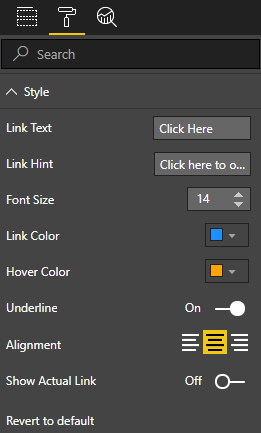 Search
Style
Link Text Click Here
Link Hint Click here to o...
Font Size 14
Link Color
Hover Color
Underline On
Alignment
Show Actual Link Off
Revert to default